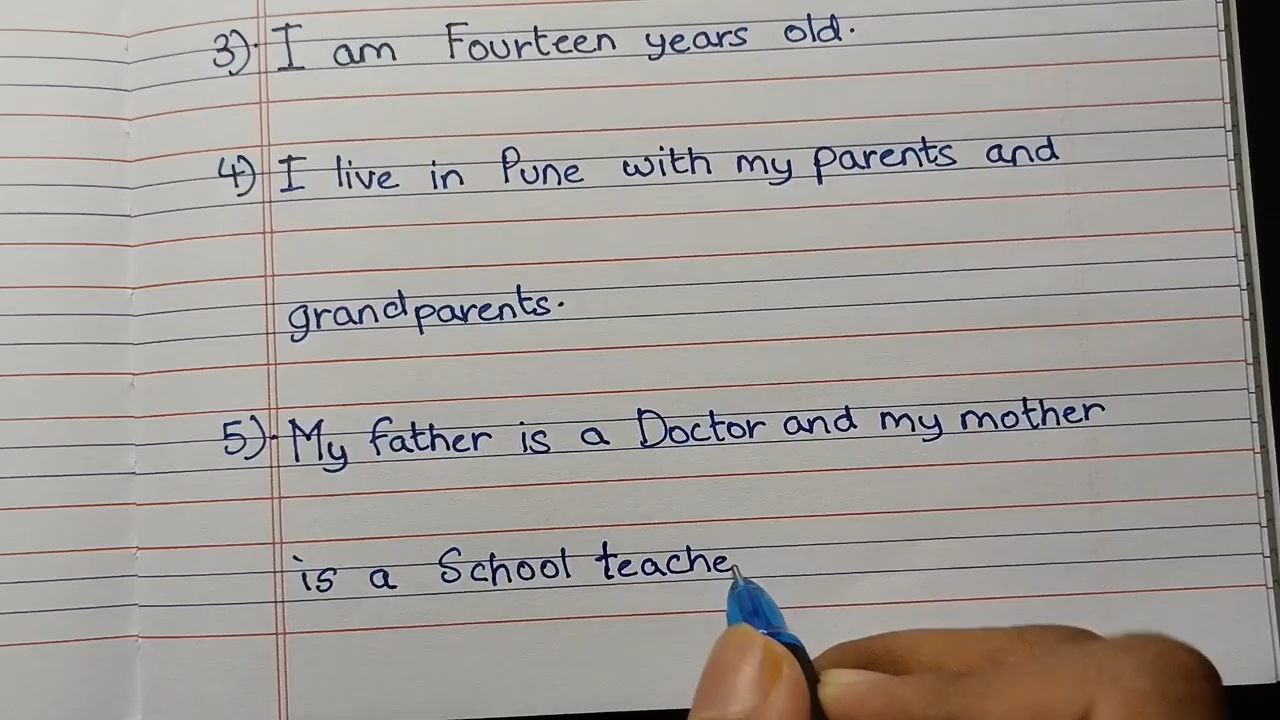 3) I am Fourteen years old.
4) I live in Pune with my parents and
grandparents.
5) My father is a Doctor and my mother
is a School teache